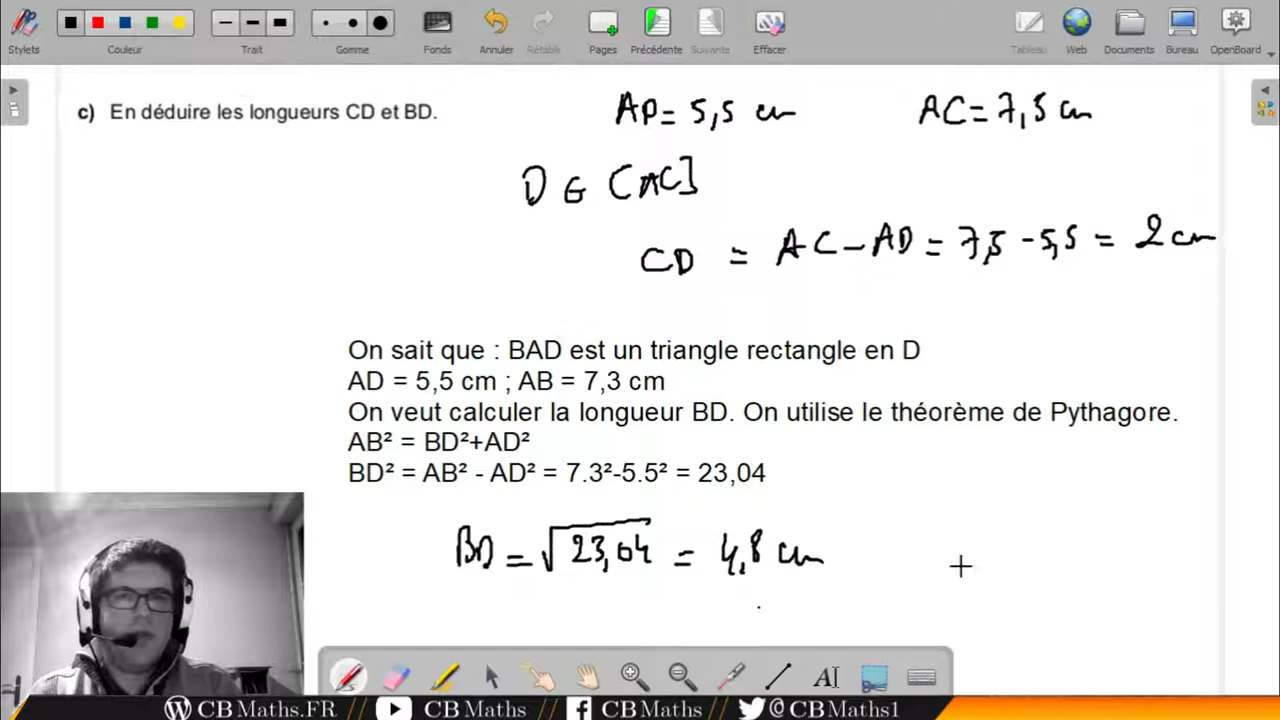 Stylets Couleur Trait Gomme Fonds Annuler Rétablir Pages Précédente Suivante Effacer Tableau Web Documents Bureau OpenBoard
c) En déduire les longueurs CD et BD.
AD = 5,5 cm AC = 7,5 cm
D ∈ [AC]
CD = AC - AD = 7,5 - 5,5 = 2 cm
On sait que : BAD est un triangle rectangle en D
AD = 5,5 cm ; AB = 7,3 cm
On veut calculer la longueur BD. On utilise le théorème de Pythagore.
AB² = BD²+AD²
BD² = AB² - AD² = 7.3²-5.5² = 23,04
BD = √23,04 = 4,8 cm
AI
CBMaths.FR CBMaths CBMaths @CBMaths1